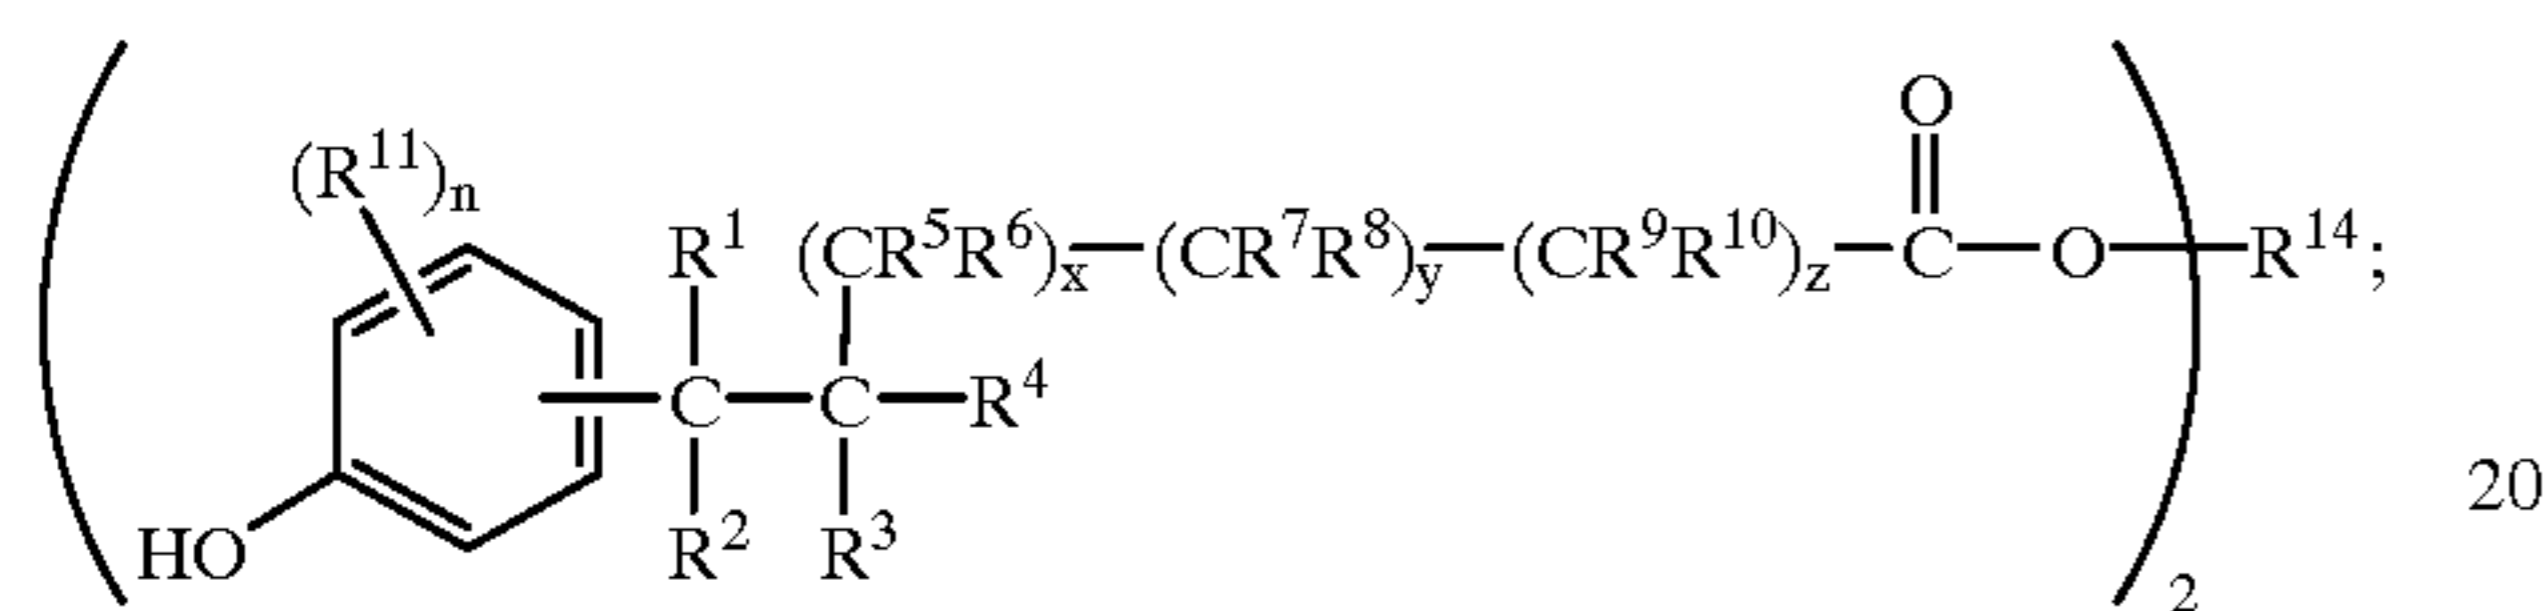 O
(R¹¹)ₙ
R¹ (CR⁵R⁶)ₓ—(CR⁷R⁸)y—(CR⁹R¹⁰)z—C—O—R¹⁴;
C—C—R⁴
HO R² R³
20
2